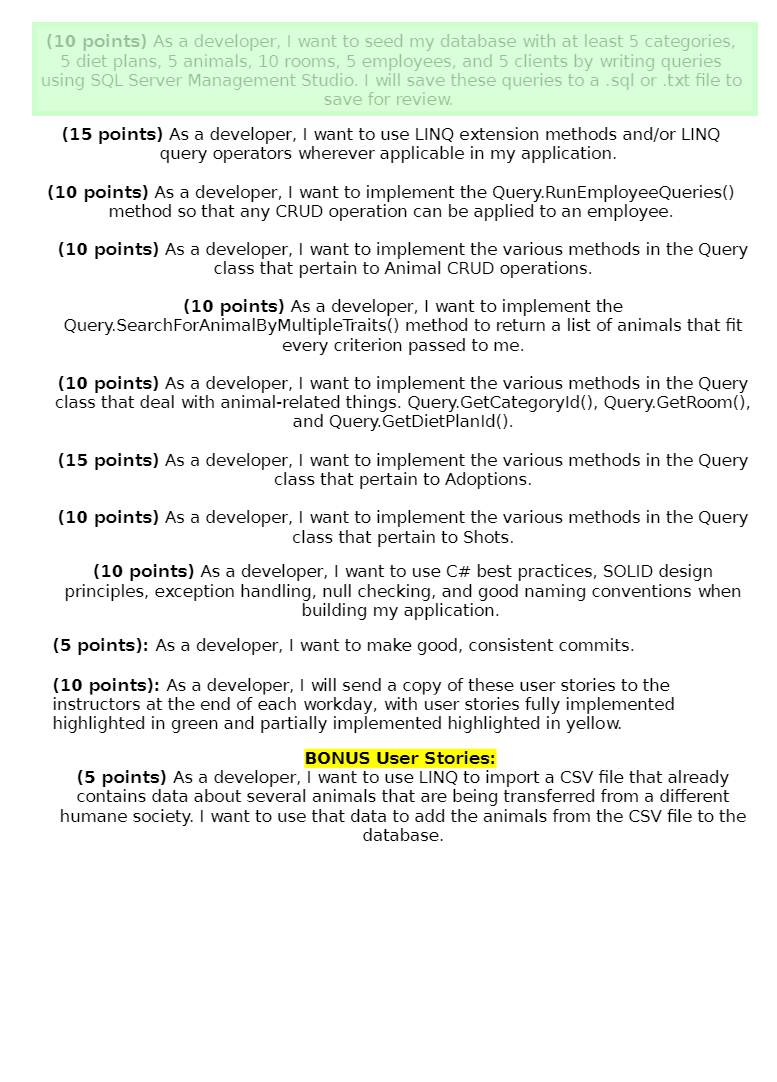 (10 points) As a developer, I want to seed my database with at least 5 categories,
5 diet plans, 5 animals, 10 rooms, 5 employees, and 5 clients by writing queries
using SQL Server Management Studio. I will save these queries to a .sql or .txt file to
save for review.
(15 points) As a developer, I want to use LINQ extension methods and/or LINQ
query operators wherever applicable in my application.
(10 points) As a developer, I want to implement the Query.RunEmployeeQueries()
method so that any CRUD operation can be applied to an employee.
(10 points) As a developer, I want to implement the various methods in the Query
class that pertain to Animal CRUD operations.
(10 points) As a developer, I want to implement the
Query.SearchForAnimalByMultipleTraits() method to return a list of animals that fit
every criterion passed to me.
(10 points) As a developer, I want to implement the various methods in the Query
class that deal with animal-related things. Query.GetCategoryId(), Query.GetRoom(),
and Query.GetDietPlanId().
(15 points) As a developer, I want to implement the various methods in the Query
class that pertain to Adoptions.
(10 points) As a developer, I want to implement the various methods in the Query
class that pertain to Shots.
(10 points) As a developer, I want to use C# best practices, SOLID design
principles, exception handling, null checking, and good naming conventions when
building my application.
(5 points): As a developer, I want to make good, consistent commits.
(10 points): As a developer, I will send a copy of these user stories to the
instructors at the end of each workday, with user stories fully implemented
highlighted in green and partially implemented highlighted in yellow.
BONUS User Stories:
(5 points) As a developer, I want to use LINQ to import a CSV file that already
contains data about several animals that are being transferred from a different
humane society. I want to use that data to add the animals from the CSV file to the
database.